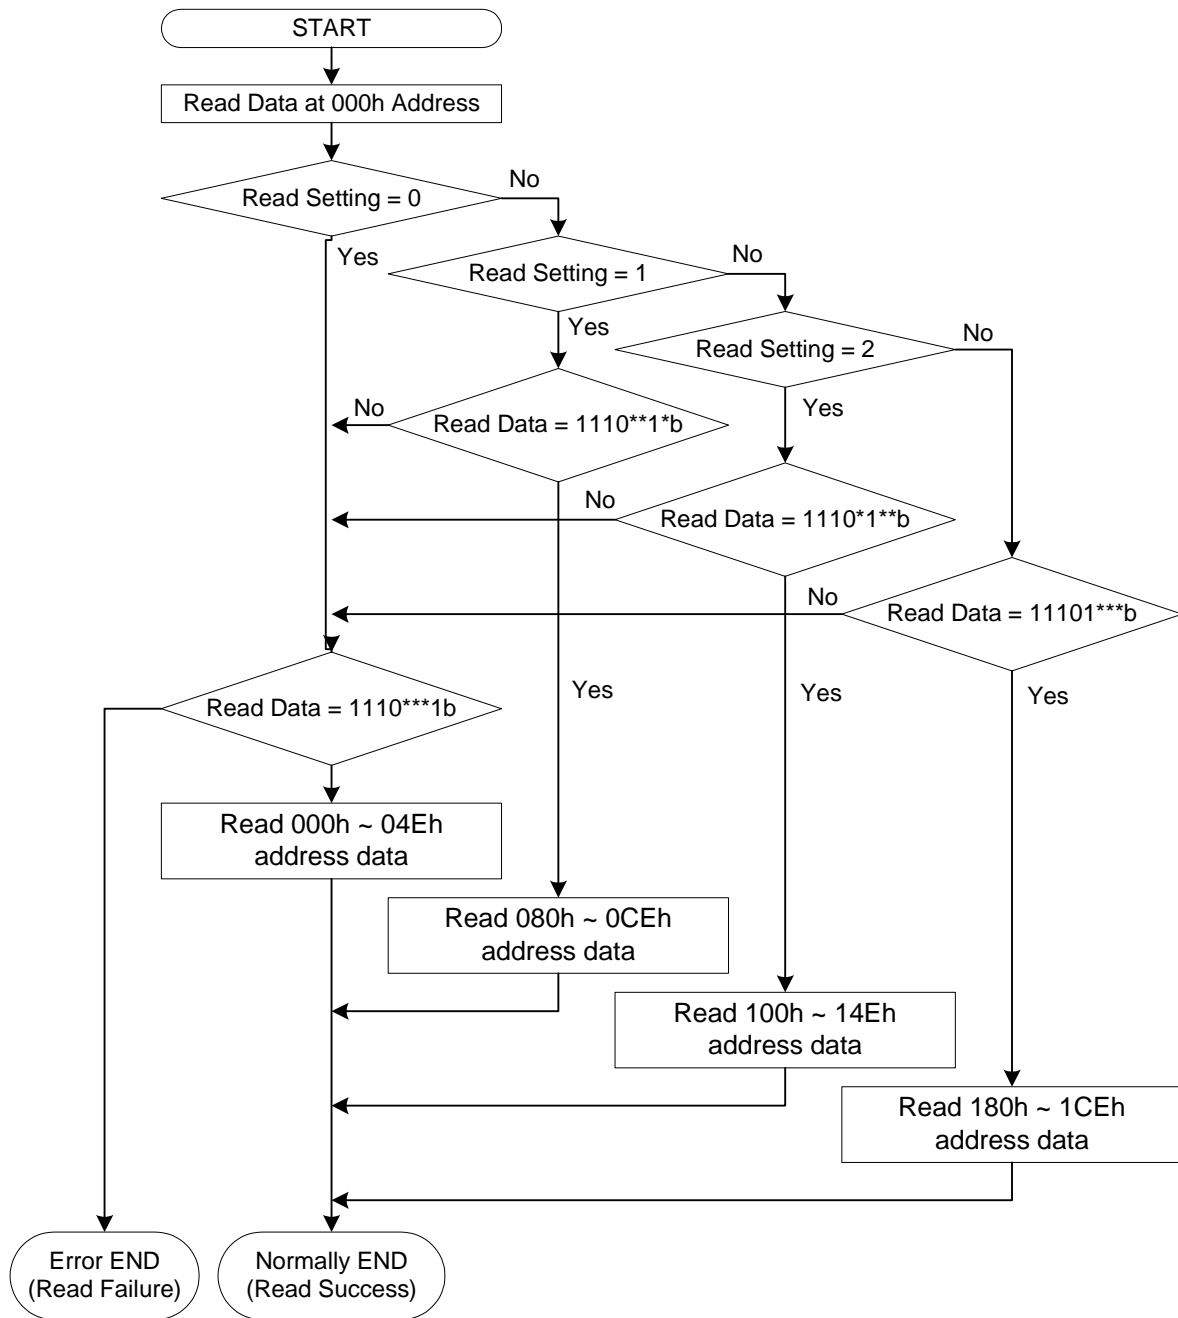 START
Read Data at 000h Address
Read Setting = 0
No
Yes
Read Setting = 1
No
Yes
Read Setting = 2
No
Yes
No
Read Data = 1110**1*b
No
Read Data = 1110*1**b
No
Read Data = 11101***b
Yes
Yes
Yes
Read Data = 1110***1b
Read 000h ~ 04Eh
address data
Read 080h ~ 0CEh
address data
Read 100h ~ 14Eh
address data
Read 180h ~ 1CEh
address data
Error END
(Read Failure)
Normally END
(Read Success)